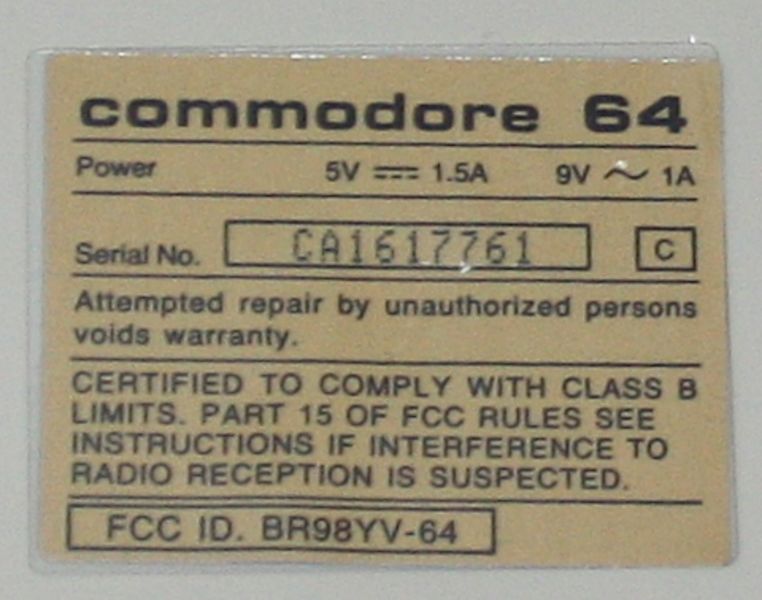 commodore 64
Power 5V ⎓ 1.5A 9V ∼ 1A
Serial No. CA1617761 C
Attempted repair by unauthorized persons
voids warranty.
CERTIFIED TO COMPLY WITH CLASS B
LIMITS. PART 15 OF FCC RULES SEE
INSTRUCTIONS IF INTERFERENCE TO
RADIO RECEPTION IS SUSPECTED.
FCC ID. BR98YV-64